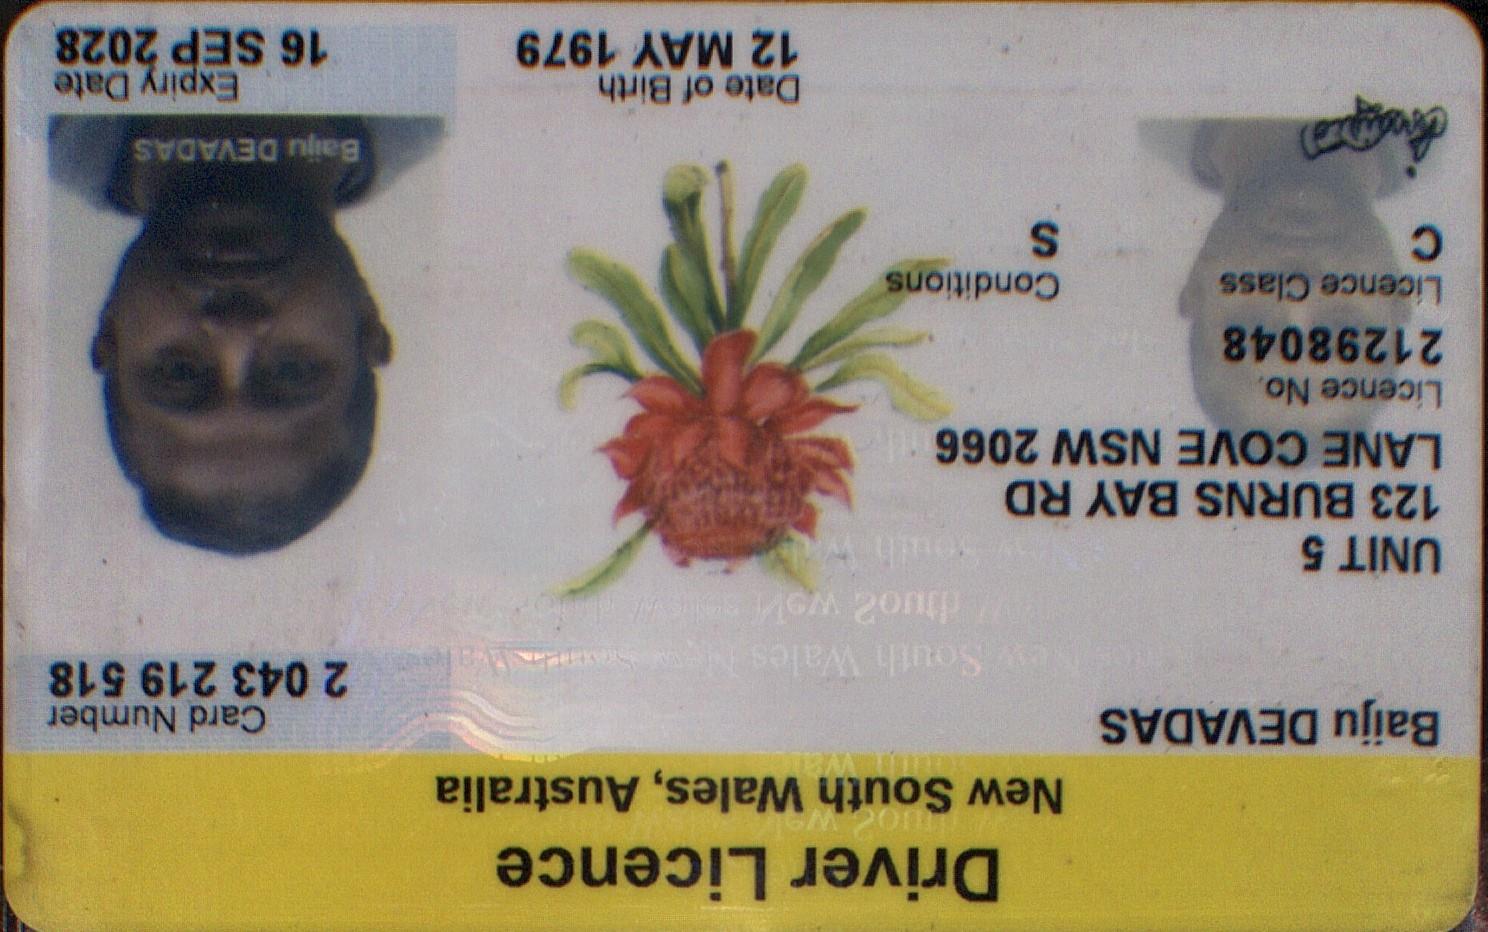 Driver Licence
New South Wales, Australia
Baiju DEVADAS
Card Number
2 043 219 518
UNIT 5
123 BURNS BAY RD
LANE COVE NSW 2066
Licence No.
21298048
Licence Class
C
Conditions
S
Baiju DEVADAS
Date of Birth
12 MAY 1979
Expiry Date
16 SEP 2028